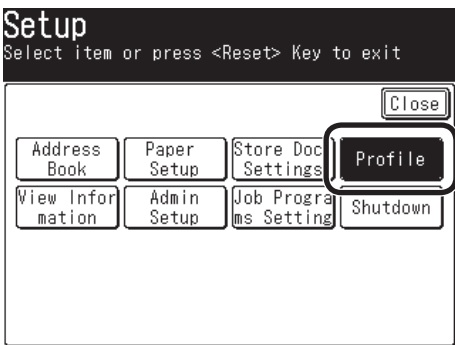 Setup
Select item or press <Reset> Key to exit
Close
Address
Book
Paper
Setup
Store Doc
Settings
Profile
View Infor
mation
Admin
Setup
Job Progra
ms Setting
Shutdown